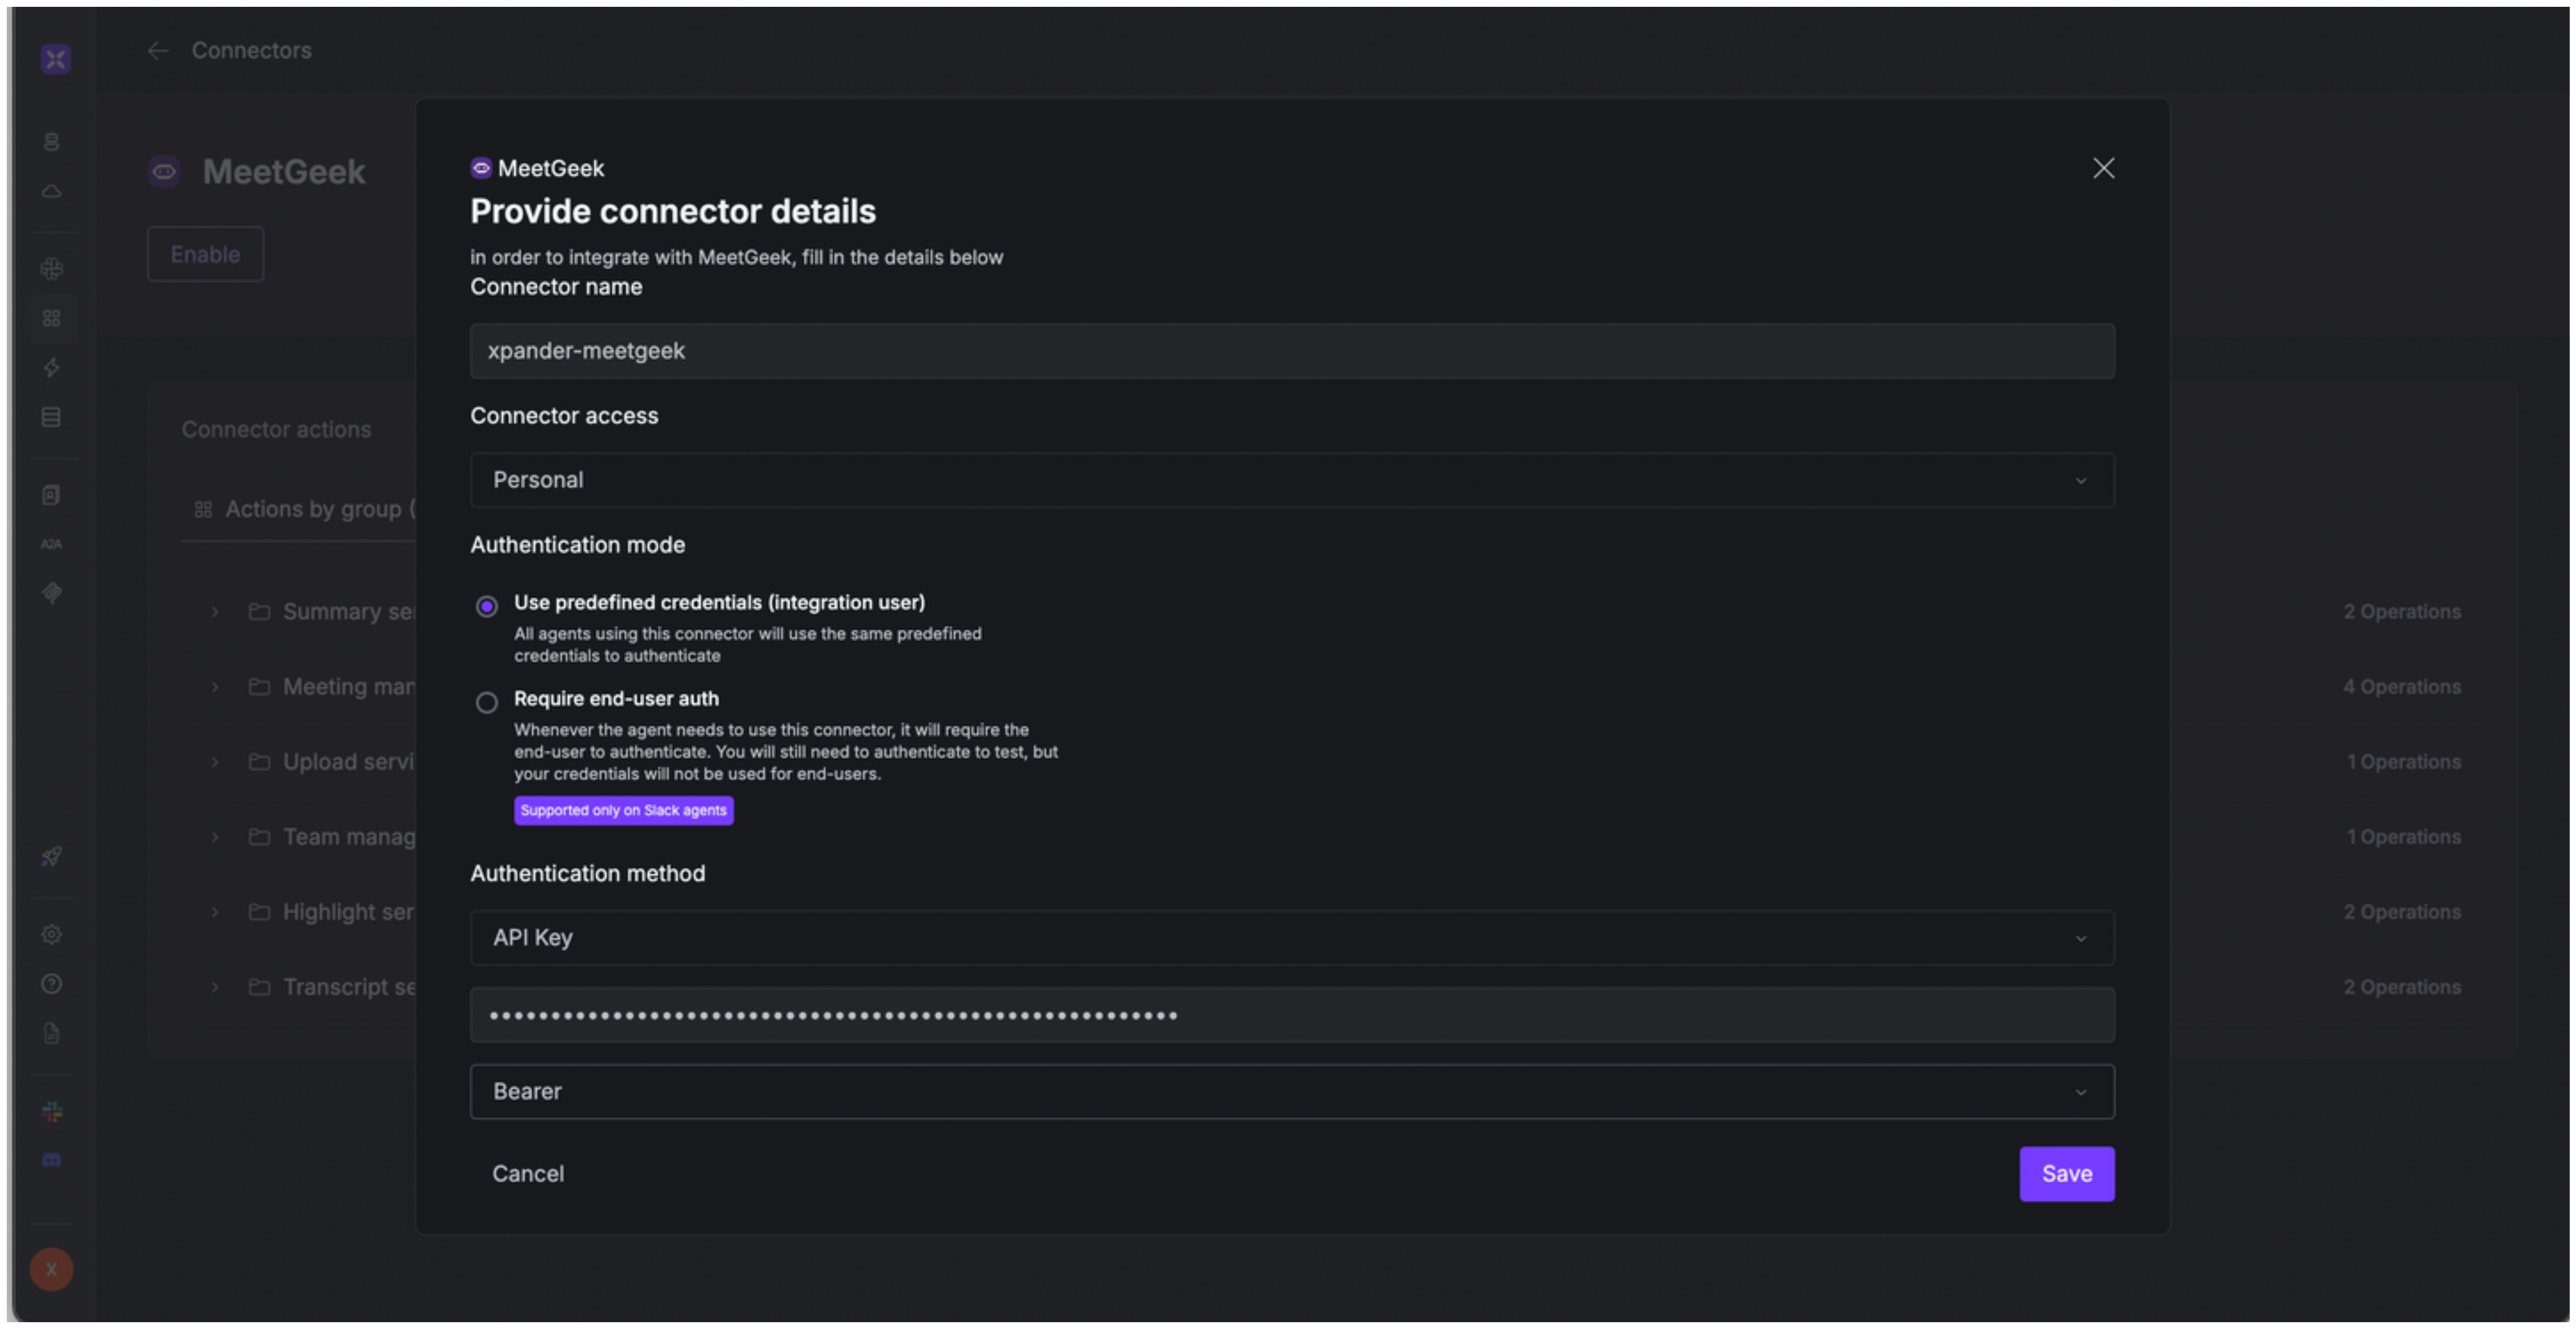 Connectors
MeetGeek
Enable
Connector actions
Actions by group (
Summary
2 Operations
Meeting
4 Operations
Upload
1 Operations
Team
1 Operations
Highlight
2 Operations
Transcript
2 Operations
A2A
X
MeetGeek
Provide connector details
in order to integrate with MeetGeek, fill in the details below
Connector name
xpander-meetgeek
Connector access
Personal
Authentication mode
Use predefined credentials (integration user)
All agents using this connector will use the same predefined
credentials to authenticate
Require end-user auth
Whenever the agent needs to use this connector, it will require the
end-user to authenticate. You will still need to authenticate to test, but
your credentials will not be used for end-users.
Supported only on Slack agents
Authentication method
API Key
Bearer
Cancel
Save